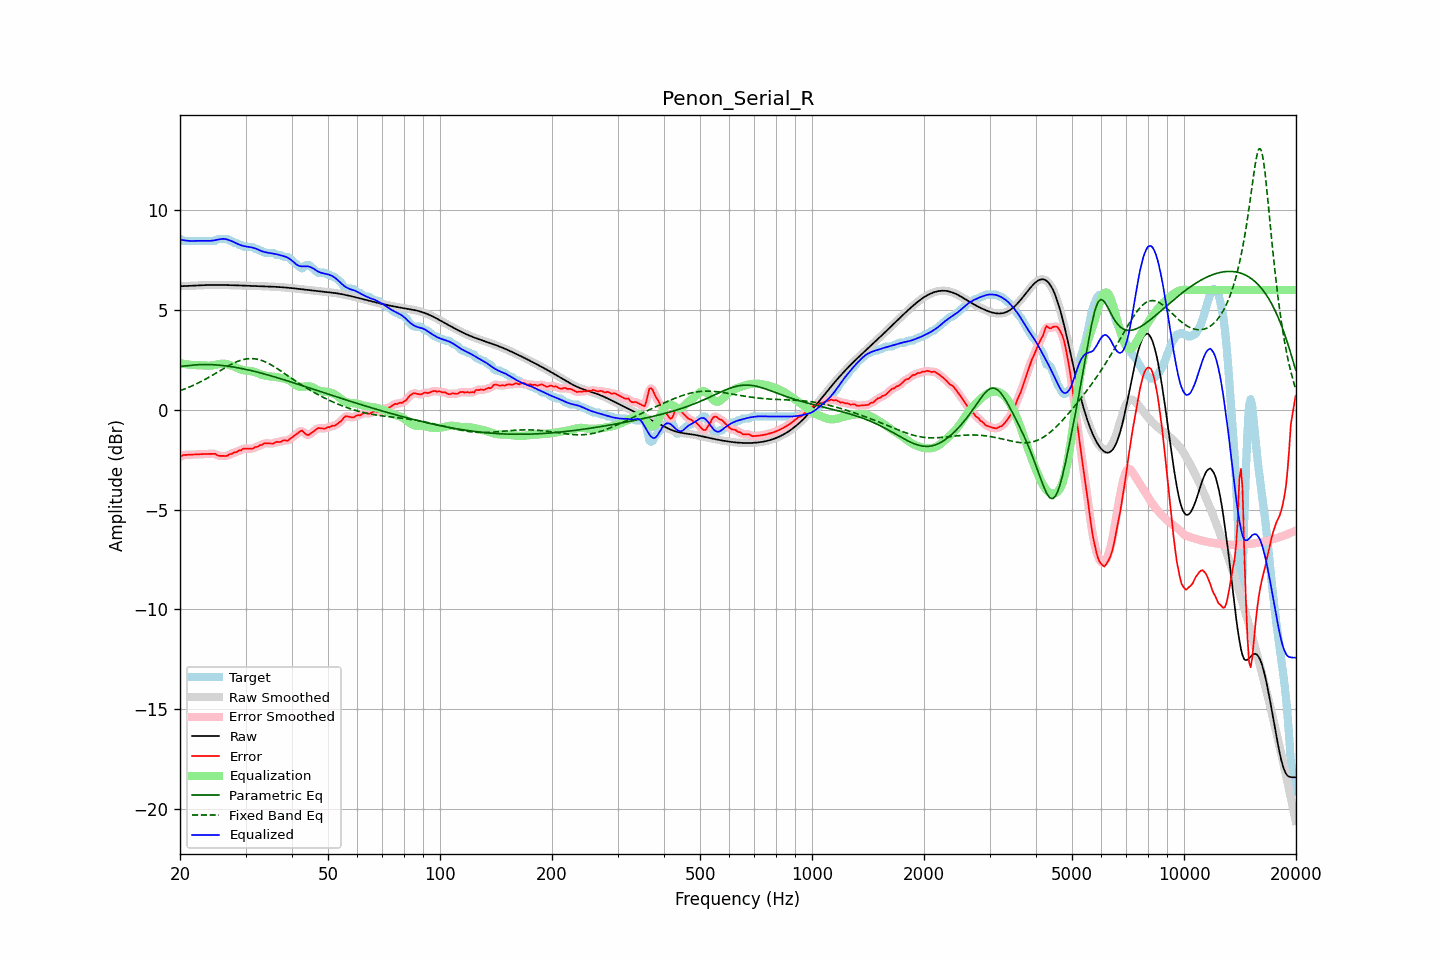 Penon_Serial_R
Amplitude (dBr)
10
5
0
−5
−10
−15
−20
Target
Raw Smoothed
Error Smoothed
Raw
Error
Equalization
Parametric Eq
Fixed Band Eq
Equalized
20 50 100 200 500 1000 2000 5000 10000 20000
Frequency (Hz)